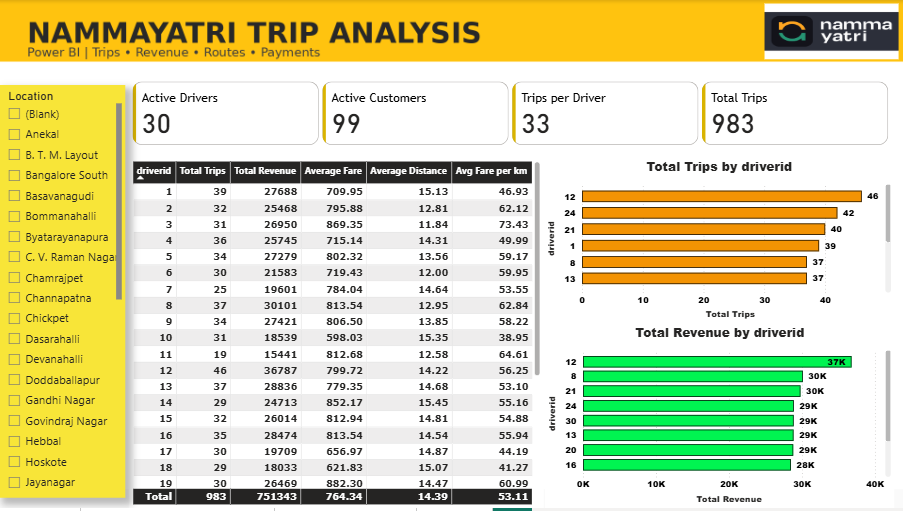 NAMMAYATRI TRIP ANALYSIS
Power BI | Trips • Revenue • Routes • Payments
namma
yatri
Location
(Blank)
Anekal
B. T. M. Layout
Bangalore South
Basavanagudi
Bommanahalli
Byatarayanapura
C. V. Raman Nagar
Chamrajpet
Channapatna
Chickpet
Dasarahalli
Devanahalli
Doddaballapur
Gandhi Nagar
Govindraj Nagar
Hebbal
Hoskote
Jayanagar
Active Drivers
30
Active Customers
99
Trips per Driver
33
Total Trips
983
driverid Total Trips Total Revenue Average Fare Average Distance Avg Fare per km
1 39 27688 709.95 15.13 46.93
2 32 25468 795.88 12.81 62.12
3 31 26950 869.35 11.84 73.43
4 36 25745 715.14 14.31 49.99
5 34 27279 802.32 13.56 59.17
6 30 21583 719.43 12.00 59.95
7 25 19601 784.04 14.64 53.55
8 37 30101 813.54 12.95 62.84
9 34 27421 806.50 13.85 58.22
10 31 18539 598.03 15.35 38.95
11 19 15441 812.68 12.58 64.61
12 46 36787 799.72 14.22 56.25
13 37 28836 779.35 14.68 53.10
14 29 24713 852.17 15.45 55.16
15 32 26014 812.94 14.81 54.88
16 35 28474 813.54 14.54 55.94
17 30 19709 656.97 14.87 44.19
18 29 18033 621.83 15.07 41.27
19 30 26469 882.30 14.47 60.99
Total 983 751343 764.34 14.39 53.11
Total Trips by driverid
driverid
12 46
24 42
21 40
1 39
8 37
13 37
0 10 20 30 40
Total Trips
Total Revenue by driverid
driverid
12 37K
8 30K
21 30K
24 29K
30 29K
13 29K
20 29K
16 28K
0K 10K 20K 30K 40K
Total Revenue